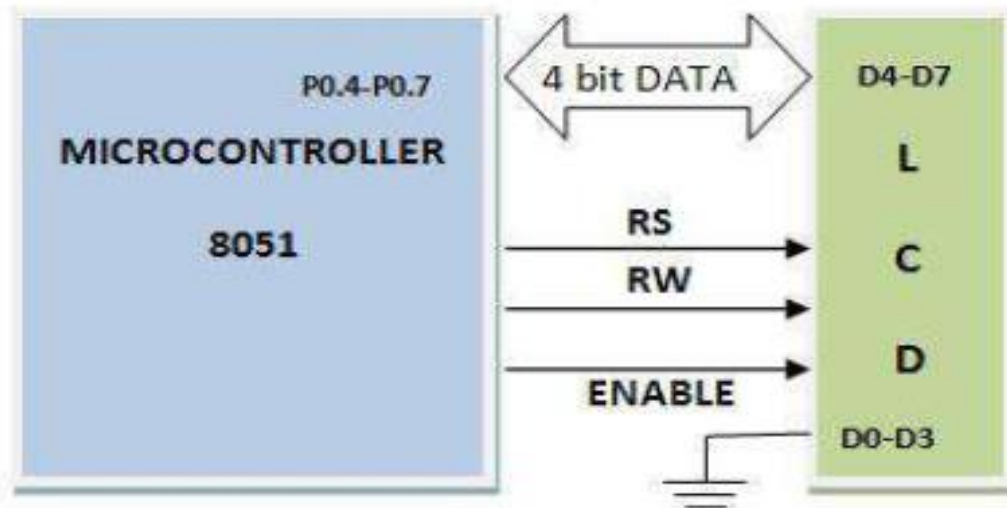 P0.4-P0.7
MICROCONTROLLER
8051
4 bit DATA
RS
RW
ENABLE
D4-D7
L
C
D
D0-D3